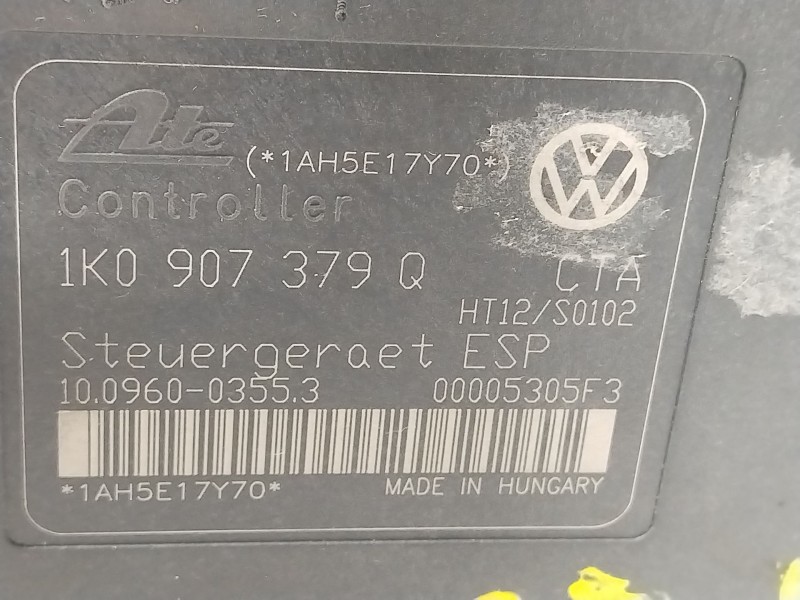 Ate (*1AH5E17Y70*)
Controller
1K0 907 379 Q CTA
HT12/S0102
Steuergeraet ESP
10.0960-0355.3 00005305F3
*1AH5E17Y70* MADE IN HUNGARY